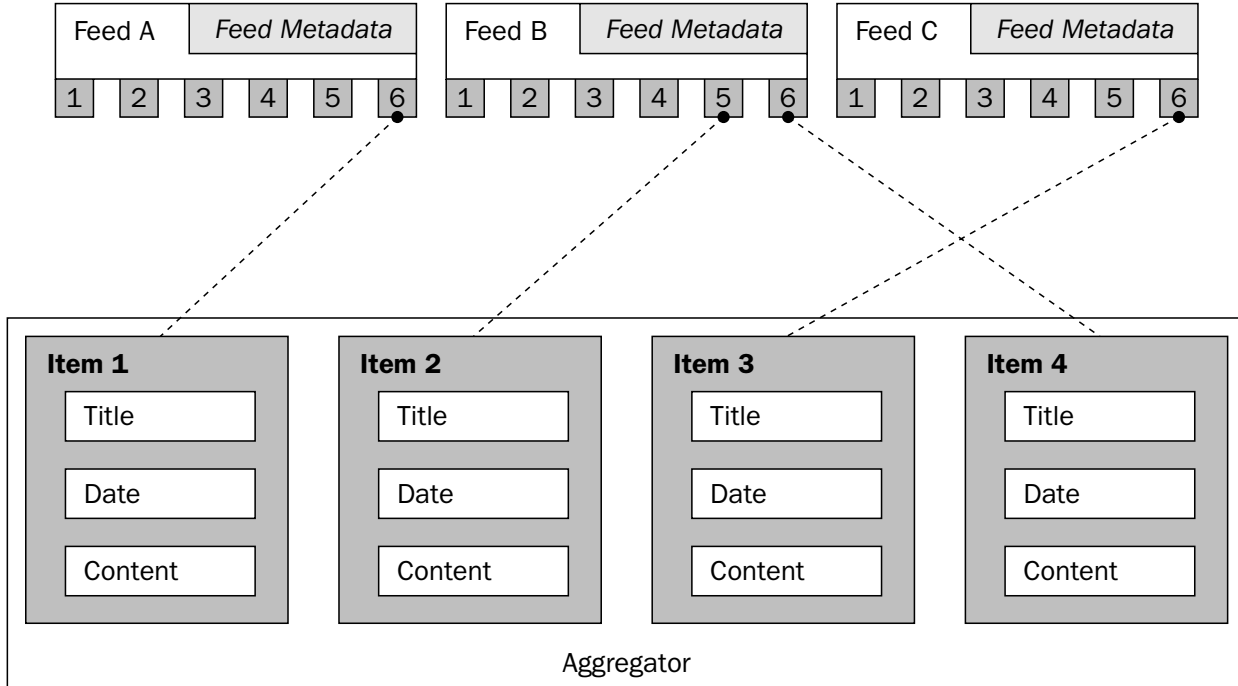 Feed A Feed Metadata Feed B Feed Metadata Feed C Feed Metadata
1 2 3 4 5 6 1 2 3 4 5 6 1 2 3 4 5 6
Item 1 Item 2 Item 3 Item 4
Title Title Title Title
Date Date Date Date
Content Content Content Content
Aggregator